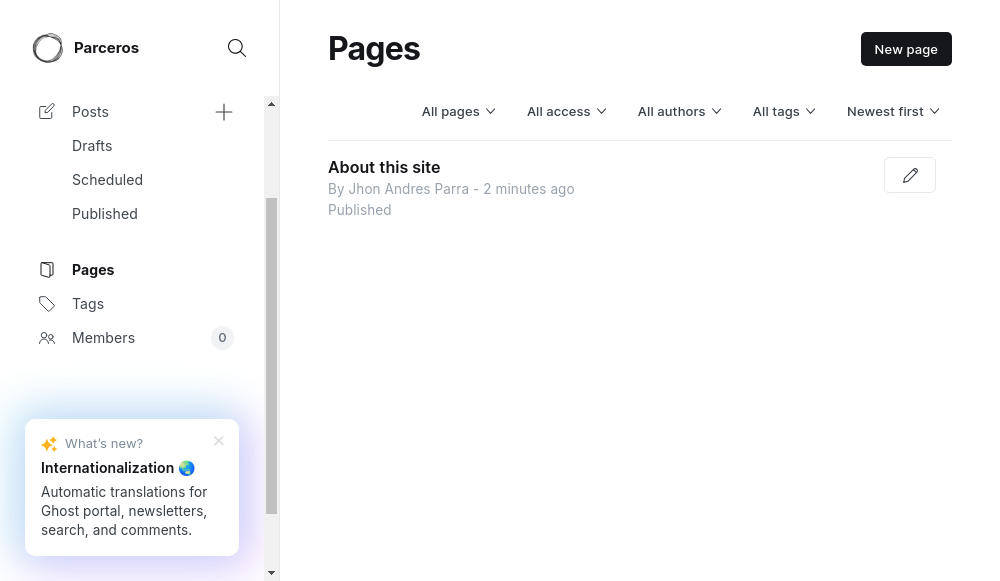 Parceros
Posts
Drafts
Scheduled
Published
Pages
Tags
Members 0
What's new?
Internationalization
Automatic translations for
Ghost portal, newsletters,
search, and comments.
Pages
New page
All pages All access All authors All tags Newest first
About this site
By Jhon Andres Parra - 2 minutes ago
Published